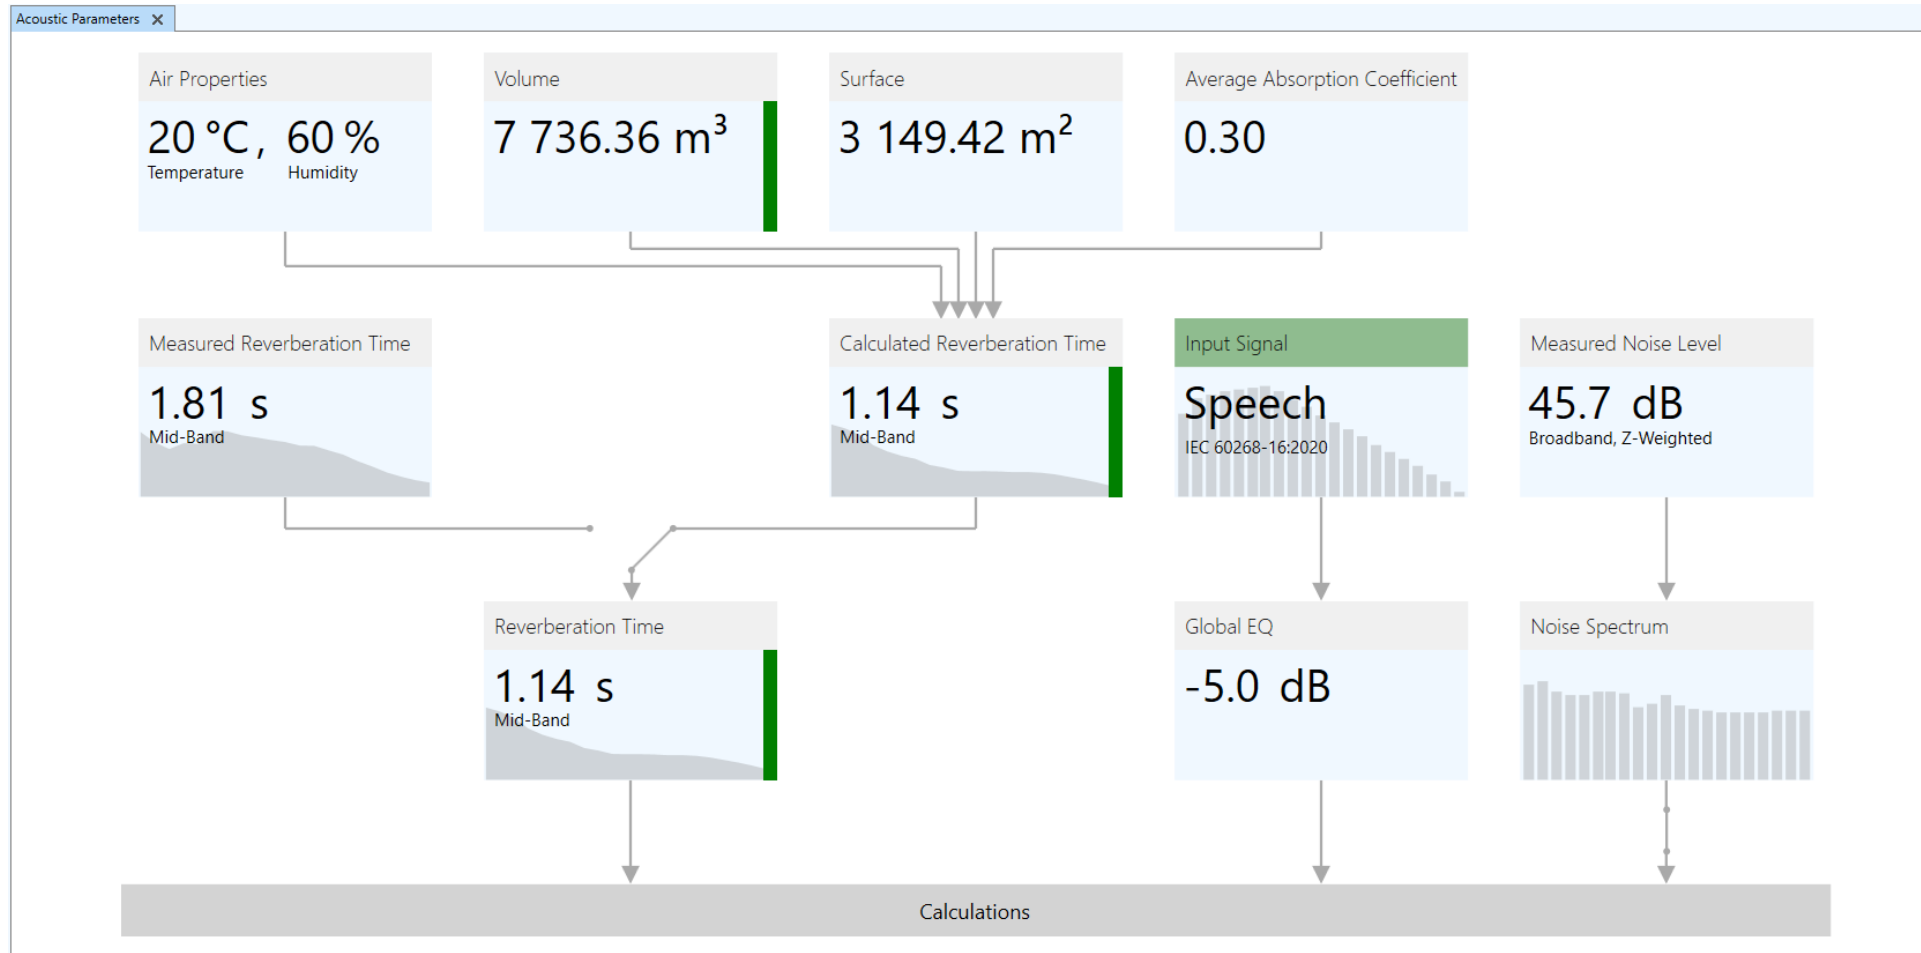 Acoustic Parameters
Air Properties
20 °C, 60 %
Temperature Humidity
Volume
7 736.36 m³
Surface
3 149.42 m²
Average Absorption Coefficient
0.30
Measured Reverberation Time
1.81 s
Mid-Band
Calculated Reverberation Time
1.14 s
Mid-Band
Input Signal
Speech
IEC 60268-16:2020
Measured Noise Level
45.7 dB
Broadband, Z-Weighted
Reverberation Time
1.14 s
Mid-Band
Global EQ
-5.0 dB
Noise Spectrum
Calculations